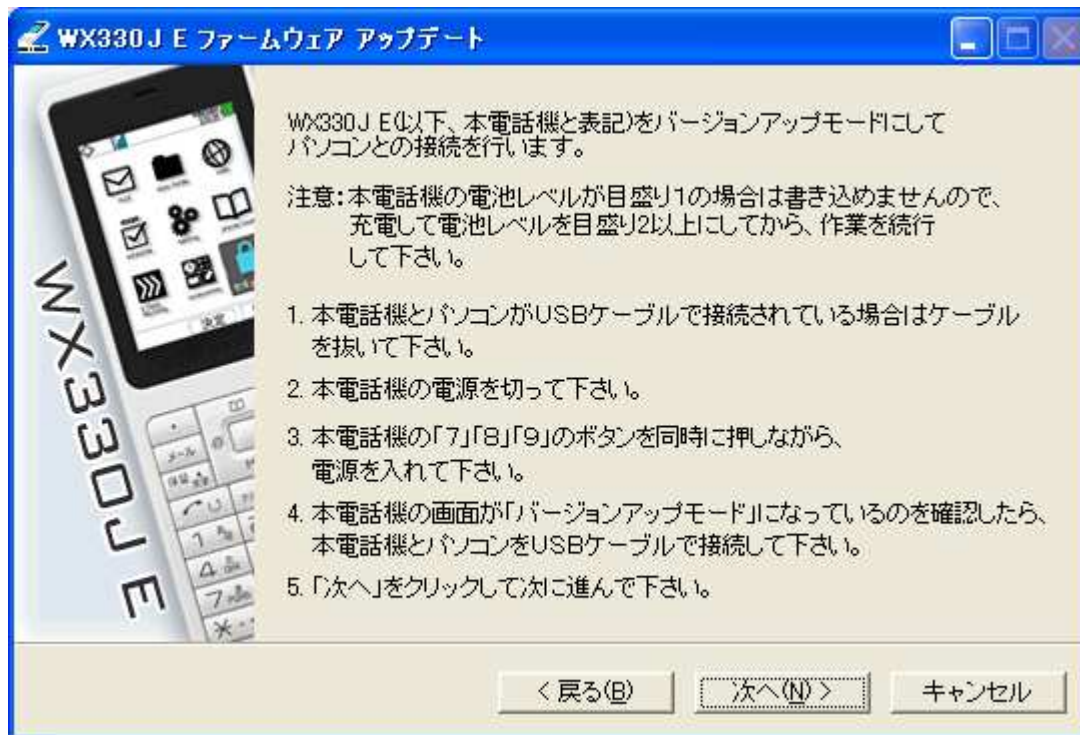 WX330J E ファームウェア アップデート
WX330J E(以下、本電話機と表記)をバージョンアップモードにして
パソコンとの接続を行います。
注意:本電話機の電池レベルが目盛り1の場合は書き込めませんので、
充電して電池レベルを目盛り2以上にしてから、作業を続行
して下さい。
1. 本電話機とパソコンがUSBケーブルで接続されている場合はケーブル
を抜いて下さい。
2. 本電話機の電源を切って下さい。
3. 本電話機の「7」「8」「9」のボタンを同時に押しながら、
電源を入れて下さい。
4. 本電話機の画面が「バージョンアップモード」になっているのを確認したら、
本電話機とパソコンをUSBケーブルで接続して下さい。
5. 「次へ」をクリックして次に進んで下さい。
WX330J E
決定
メール
1
4
7
*
< 戻る(B)
次へ(N) >
キャンセル